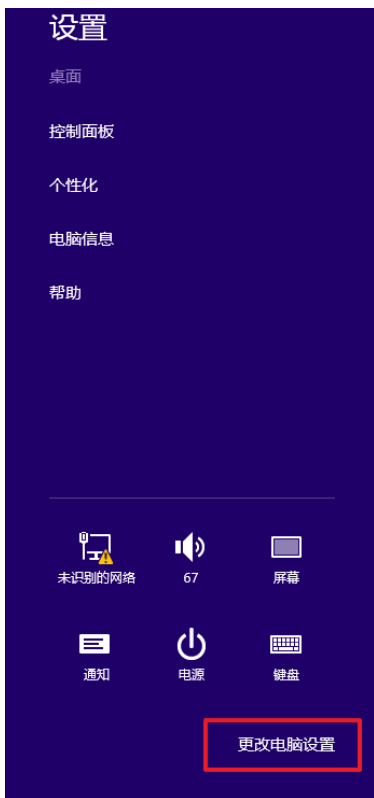 设置
桌面
控制面板
个性化
电脑信息
帮助
未识别的网络 67 屏幕
通知 电源 键盘
更改电脑设置